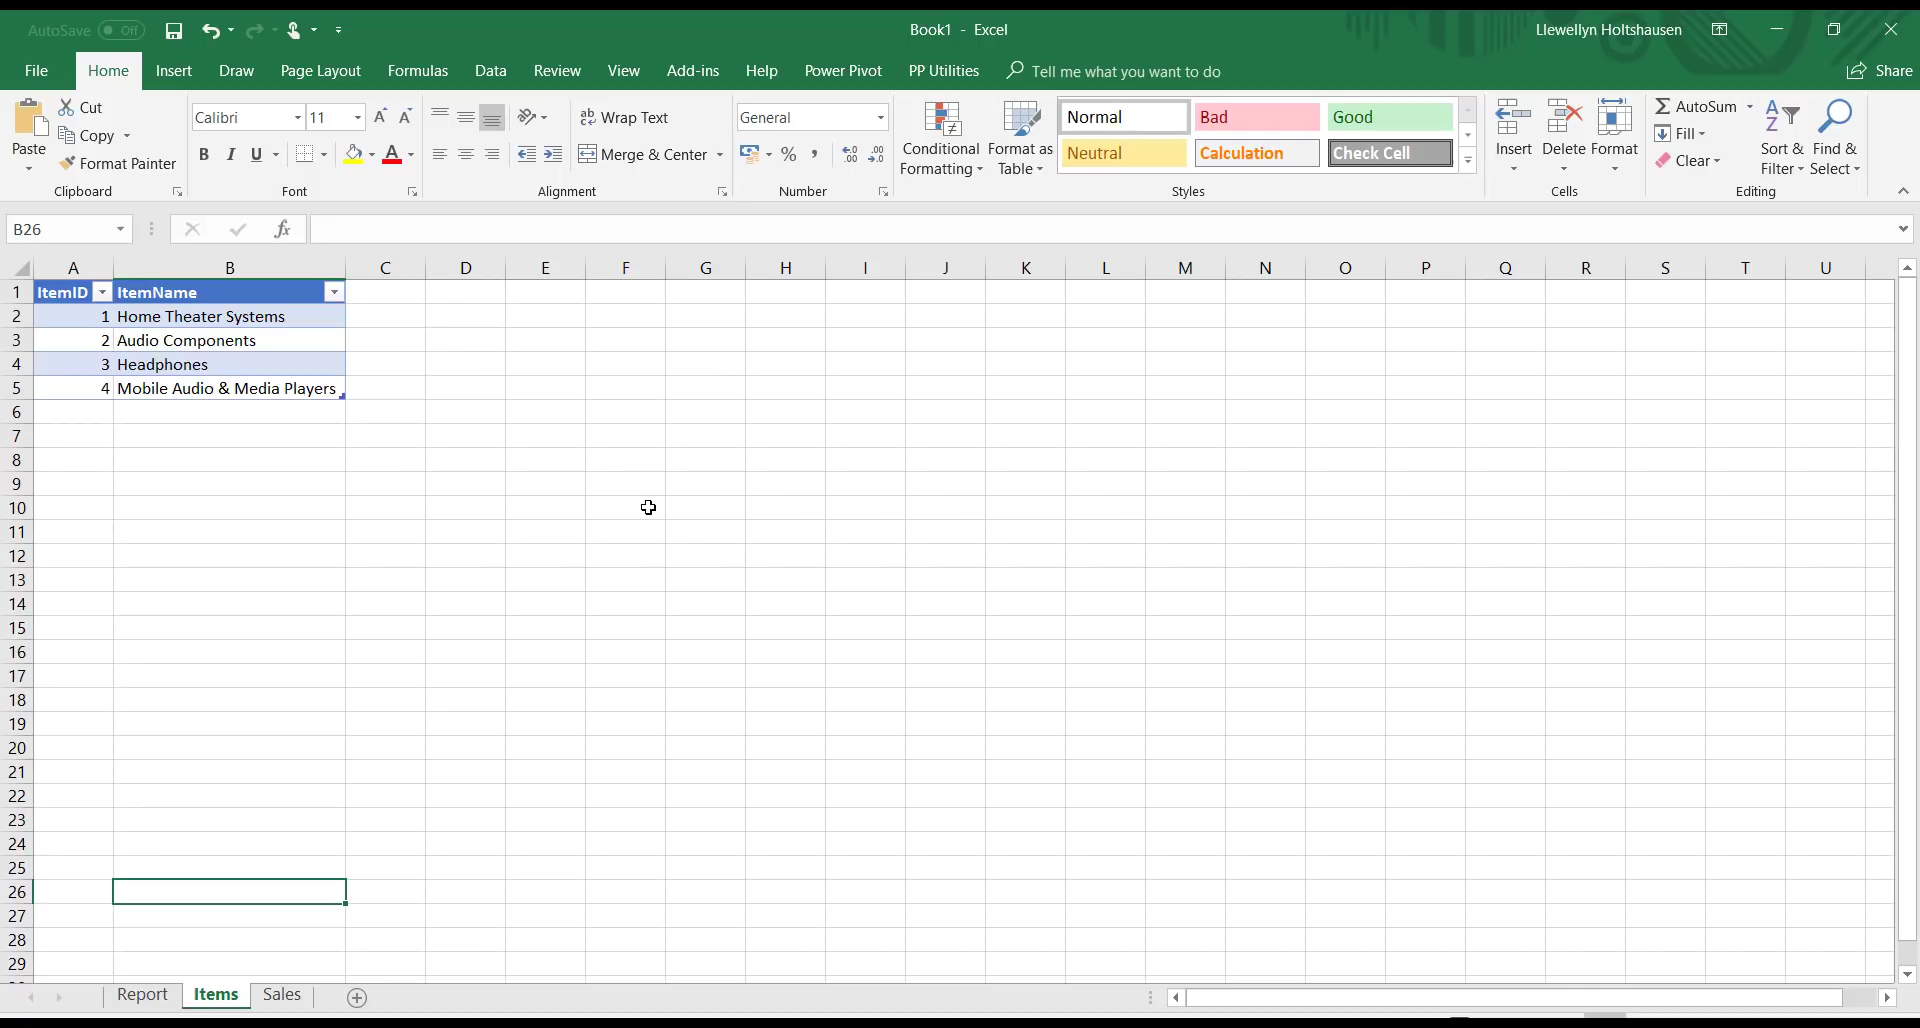 AutoSave Off
Book1 - Excel
Llewellyn Holtshausen
File Home Insert Draw Page Layout Formulas Data Review View Add-ins Help Power Pivot PP Utilities Tell me what you want to do Share
Paste
Cut
Copy
Format Painter
Clipboard
Calibri 11
B I U
Font
ab Wrap Text
Merge & Center
Alignment
General
% , .00 .0
Number
Conditional Formatting
Format as Table
Normal Bad Good
Neutral Calculation Check Cell
Styles
Insert Delete Format
Cells
AutoSum
Fill
Clear
Sort & Filter
Find & Select
Editing
B26 fx
A B C D E F G H I J K L M N O P Q R S T U
1 ItemID ItemName
2 1 Home Theater Systems
3 2 Audio Components
4 3 Headphones
5 4 Mobile Audio & Media Players
6
7
8
9
10
11
12
13
14
15
16
17
18
19
20
21
22
23
24
25
26
27
28
29
Report Items Sales